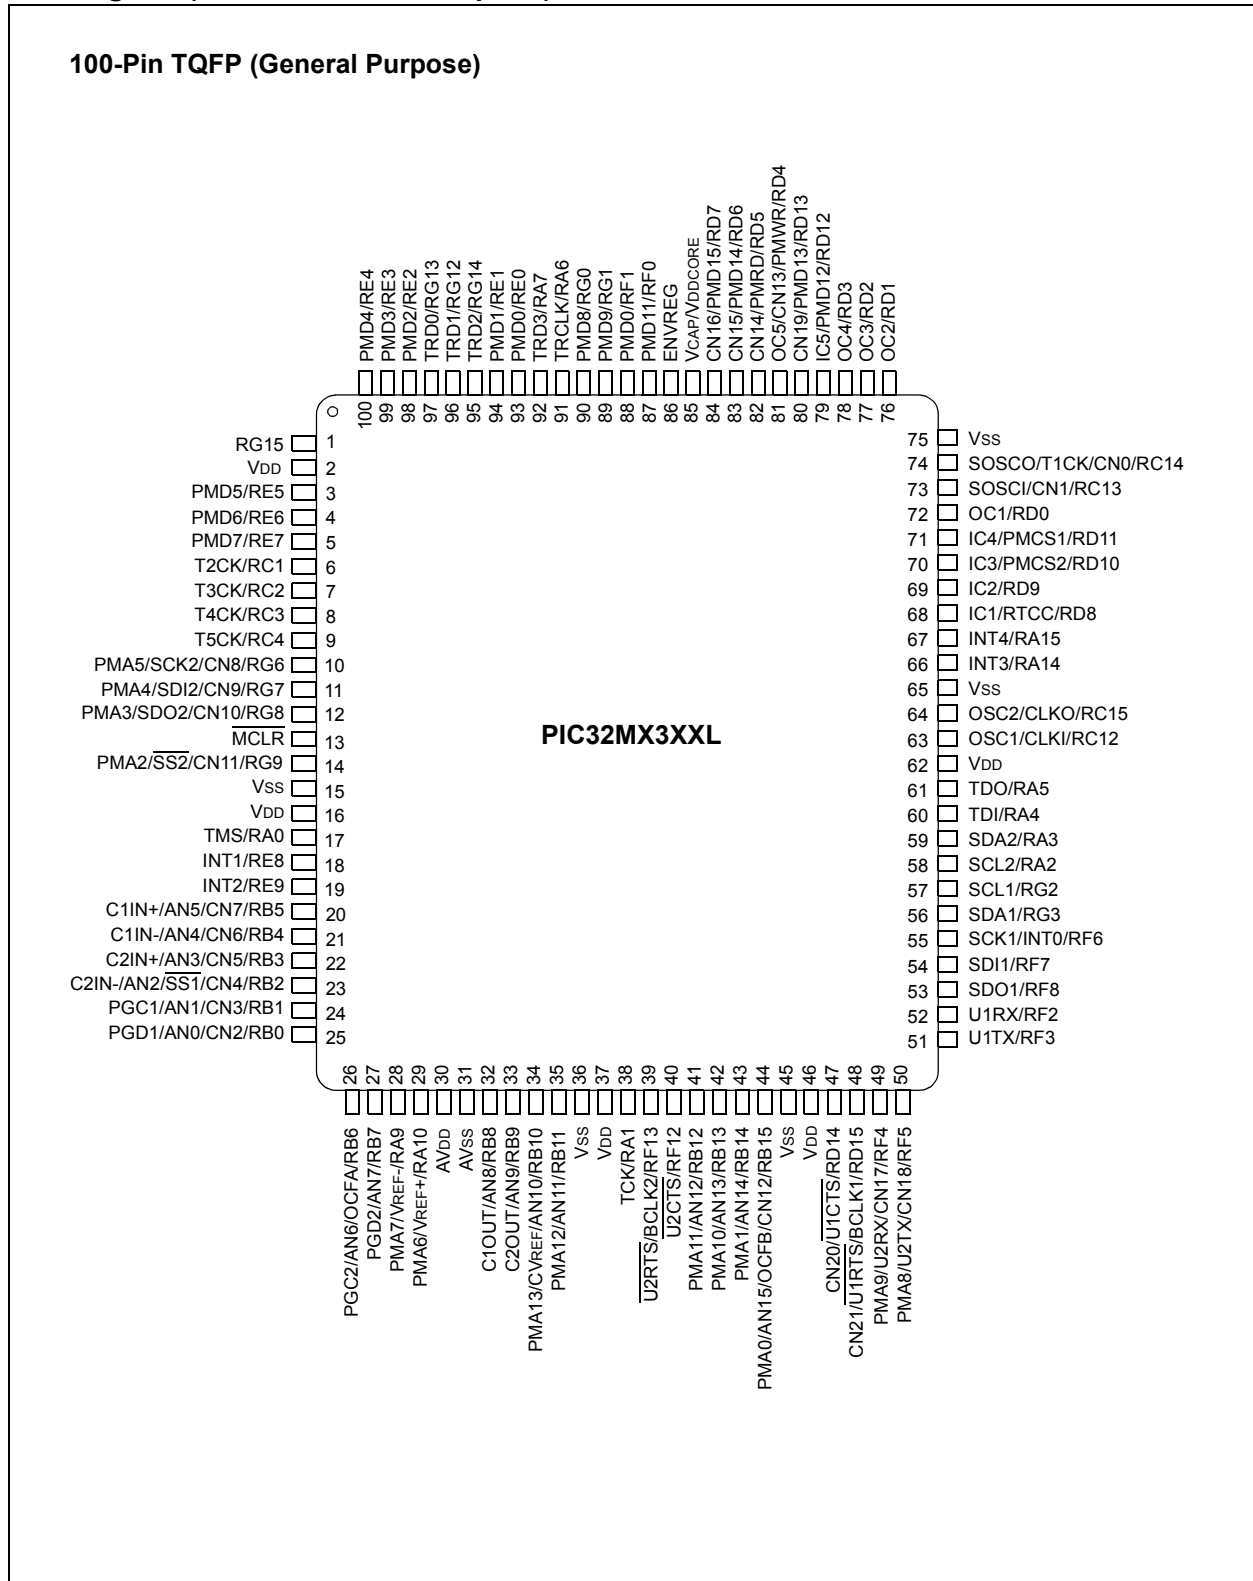 100-Pin TQFP (General Purpose)
PMD4/RE4
PMD3/RE3
PMD2/RE2
TRD0/RG13
TRD1/RG12
TRD2/RG14
PMD1/RE1
PMD0/RE0
TRD3/RA7
TRCLK/RA6
PMD8/RG0
PMD9/RG1
PMD0/RF1
PMD11/RF0
ENVREG
VCAP/VDDCORE
CN16/PMD15/RD7
CN15/PMD14/RD6
CN14/PMRD/RD5
OC5/CN13/PMWR/RD4
CN19/PMD13/RD13
IC5/PMD12/RD12
OC4/RD3
OC3/RD2
OC2/RD1
100
99
98
97
96
95
94
93
92
91
90
89
88
87
86
85
84
83
82
81
80
79
78
77
76
RG15 1
VDD 2
PMD5/RE5 3
PMD6/RE6 4
PMD7/RE7 5
T2CK/RC1 6
T3CK/RC2 7
T4CK/RC3 8
T5CK/RC4 9
PMA5/SCK2/CN8/RG6 10
PMA4/SDI2/CN9/RG7 11
PMA3/SDO2/CN10/RG8 12
MCLR 13
PMA2/SS2/CN11/RG9 14
VSS 15
VDD 16
TMS/RA0 17
INT1/RE8 18
INT2/RE9 19
C1IN+/AN5/CN7/RB5 20
C1IN-/AN4/CN6/RB4 21
C2IN+/AN3/CN5/RB3 22
C2IN-/AN2/SS1/CN4/RB2 23
PGC1/AN1/CN3/RB1 24
PGD1/AN0/CN2/RB0 25
PIC32MX3XXL
75 VSS
74 SOSCO/T1CK/CN0/RC14
73 SOSCI/CN1/RC13
72 OC1/RD0
71 IC4/PMCS1/RD11
70 IC3/PMCS2/RD10
69 IC2/RD9
68 IC1/RTCC/RD8
67 INT4/RA15
66 INT3/RA14
65 VSS
64 OSC2/CLKO/RC15
63 OSC1/CLKI/RC12
62 VDD
61 TDO/RA5
60 TDI/RA4
59 SDA2/RA3
58 SCL2/RA2
57 SCL1/RG2
56 SDA1/RG3
55 SCK1/INT0/RF6
54 SDI1/RF7
53 SDO1/RF8
52 U1RX/RF2
51 U1TX/RF3
26
27
28
29
30
31
32
33
34
35
36
37
38
39
40
41
42
43
44
45
46
47
48
49
50
PGC2/AN6/OCFA/RB6
PGD2/AN7/RB7
PMA7/VREF-/RA9
PMA6/VREF+/RA10
AVDD
AVSS
C1OUT/AN8/RB8
C2OUT/AN9/RB9
PMA13/CVREF/AN10/RB10
PMA12/AN11/RB11
VSS
VDD
TCK/RA1
U2RTS/BCLK2/RF13
U2CTS/RF12
PMA11/AN12/RB12
PMA10/AN13/RB13
PMA1/AN14/RB14
PMA0/AN15/OCFB/CN12/RB15
VSS
VDD
CN20/U1CTS/RD14
CN21/U1RTS/BCLK1/RD15
PMA9/U2RX/CN17/RF4
PMA8/U2TX/CN18/RF5